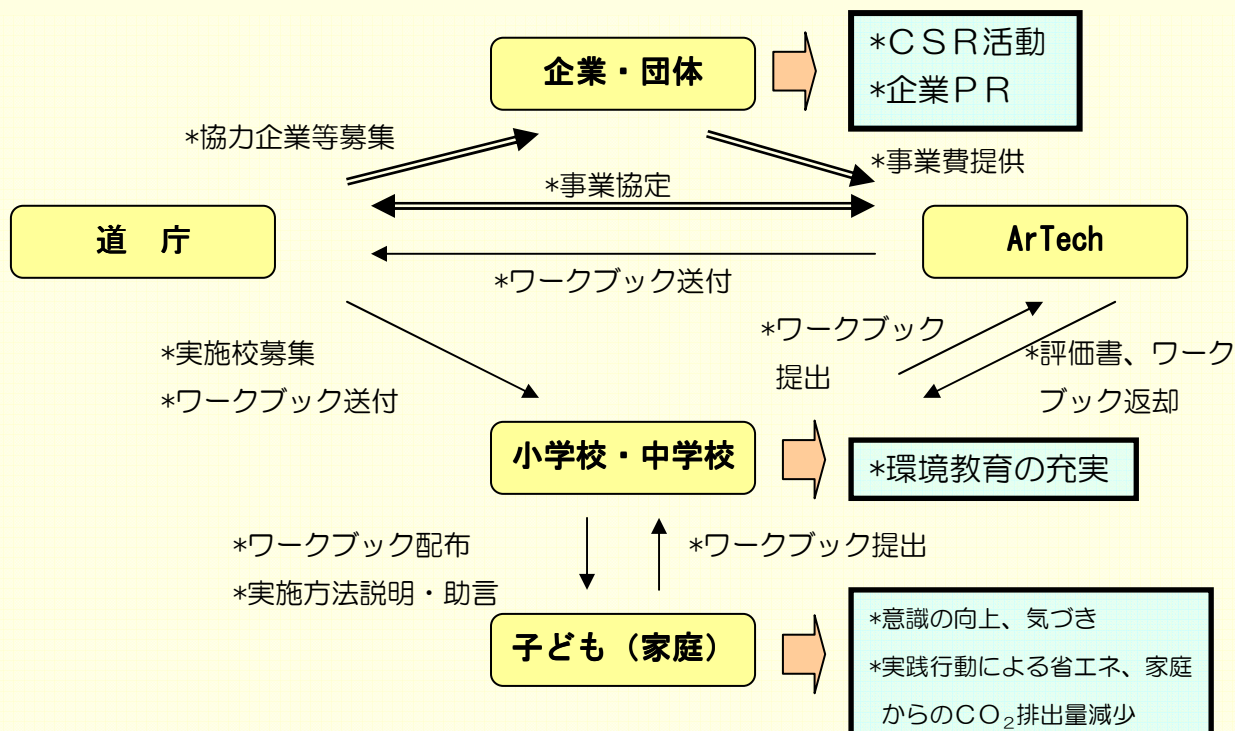 企業・団体
*ＣＳＲ活動
*企業ＰＲ
*協力企業等募集
*事業費提供
*事業協定
道　庁
ArTech
*ワークブック送付
*実施校募集
*ワークブック送付
*ワークブック
提出
*評価書、ワーク
ブック返却
小学校・中学校
*環境教育の充実
*ワークブック配布
*実施方法説明・助言
*ワークブック提出
子ども（家庭）
*意識の向上、気づき
*実践行動による省エネ、家庭
からのＣＯ₂排出量減少